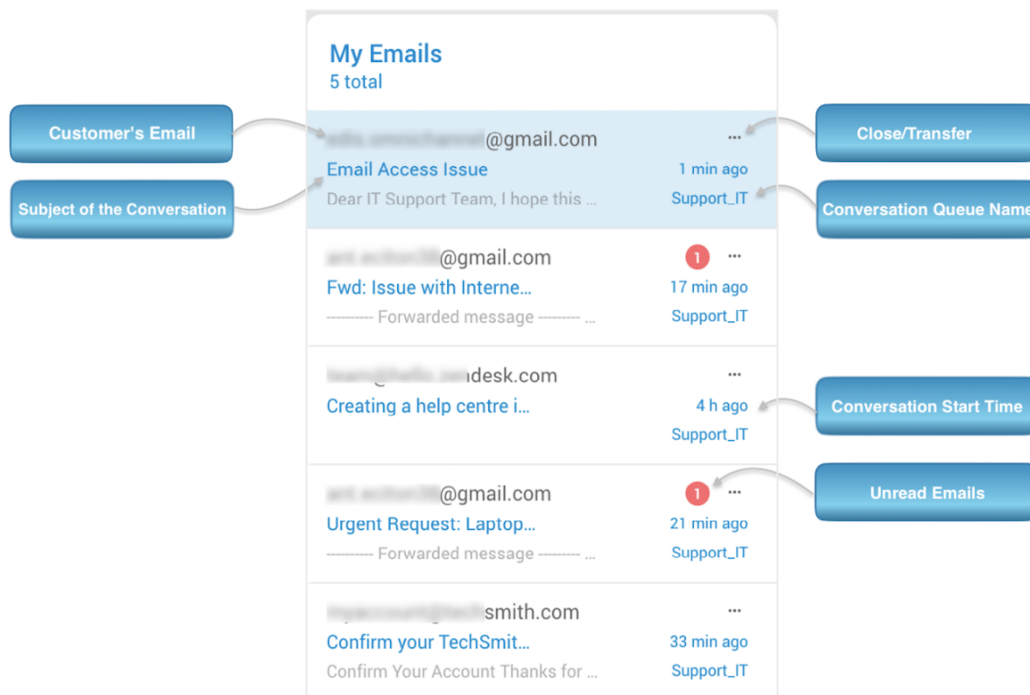 My Emails
5 total
Customer's Email
@gmail.com
...
Close/Transfer
Email Access Issue
1 min ago
Subject of the Conversation
Dear IT Support Team, I hope this ...
Support_IT
Conversation Queue Name
@gmail.com
1
...
Fwd: Issue with Interne...
17 min ago
---------- Forwarded message --------- ...
Support_IT
desk.com
...
Creating a help centre i...
4 h ago
Conversation Start Time
Support_IT
@gmail.com
1
...
Unread Emails
Urgent Request: Laptop...
21 min ago
---------- Forwarded message --------- ...
Support_IT
smith.com
...
Confirm your TechSmit...
33 min ago
Confirm Your Account Thanks for ...
Support_IT